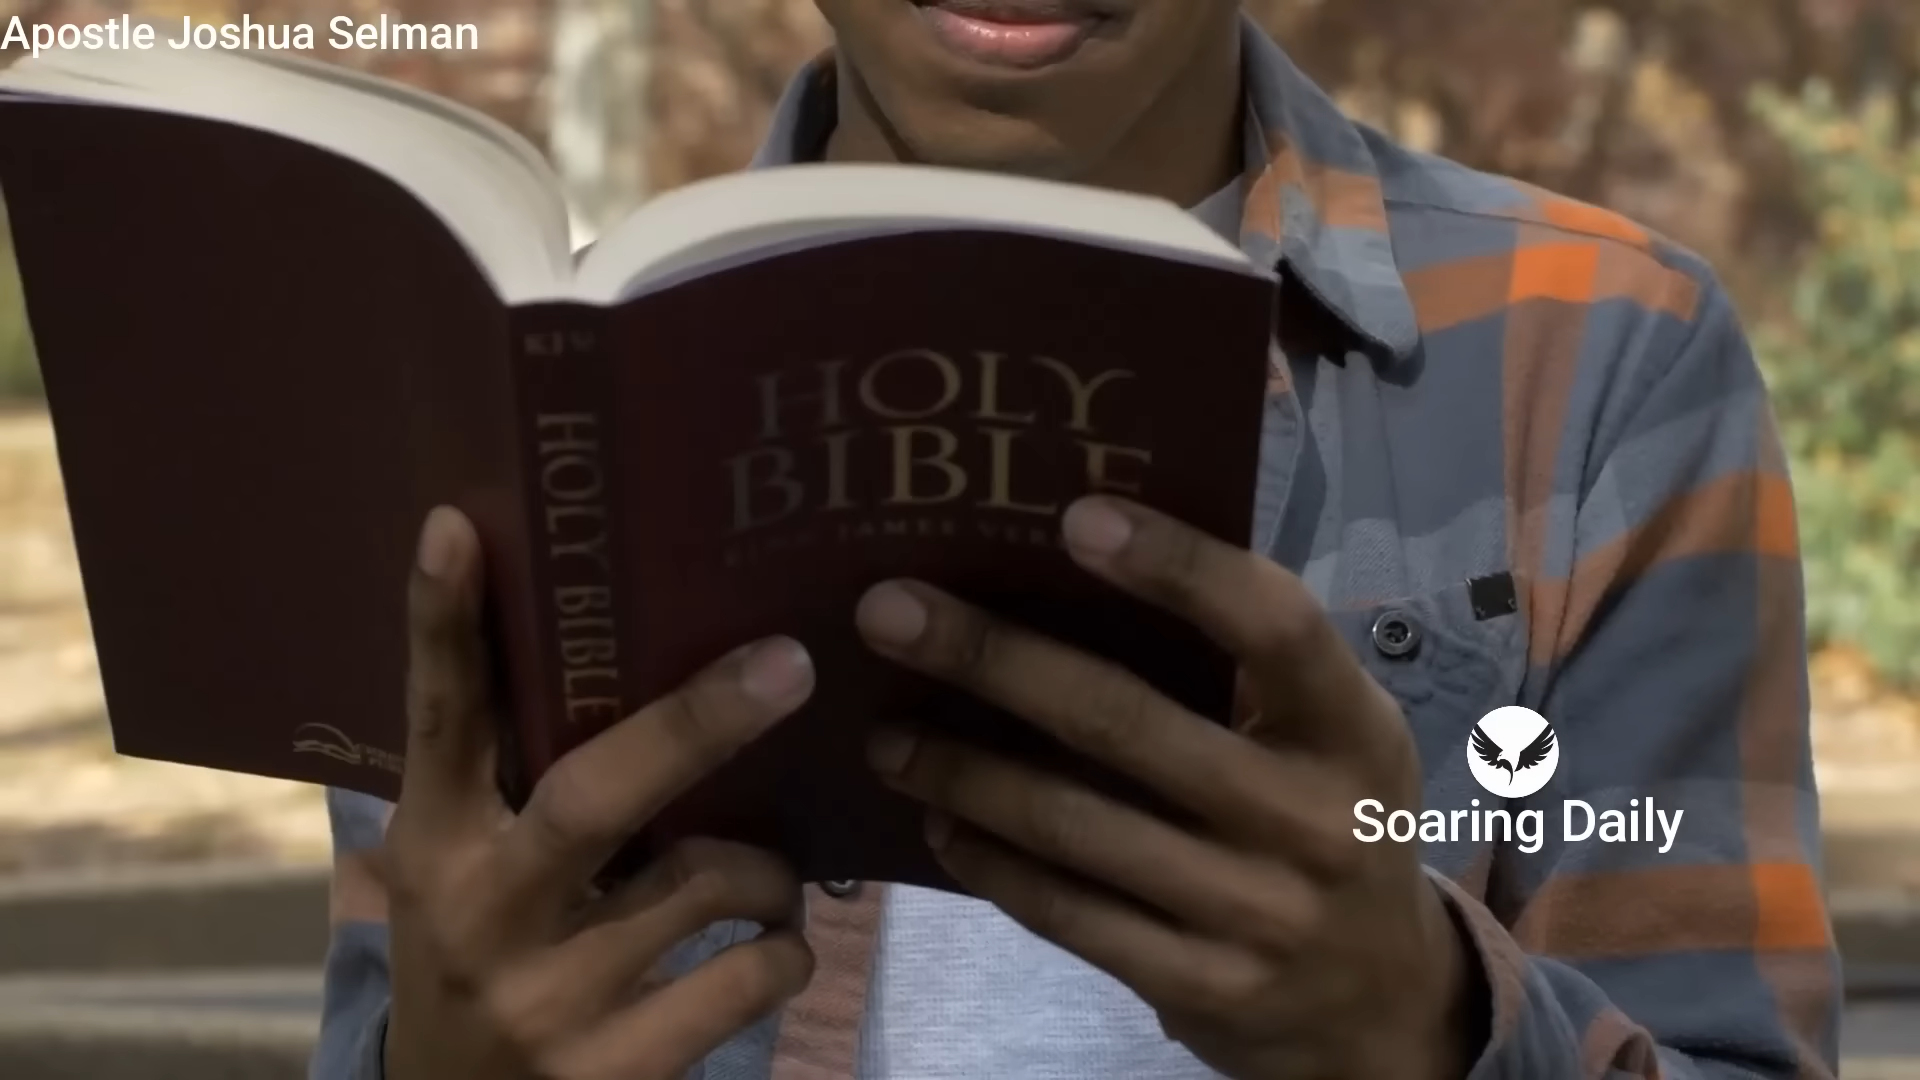 Apostle Joshua Selman
KJV
HOLY BIBLE
HOLY
BIBLE
Soaring Daily